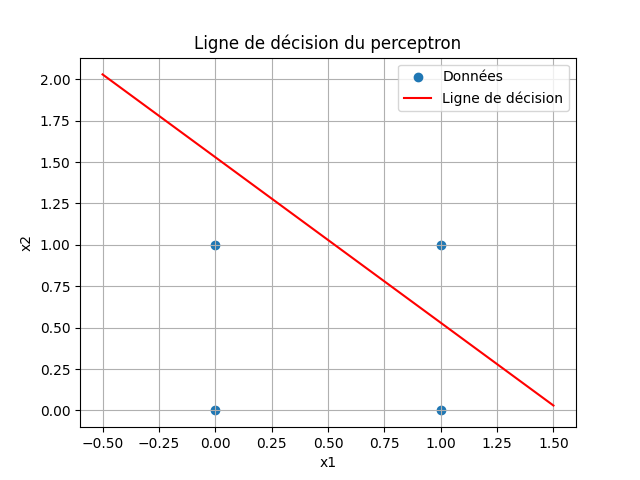 Ligne de décision du perceptron
Données
Ligne de décision
2.00
1.75
1.50
1.25
1.00
0.75
0.50
0.25
0.00
x2
−0.50 −0.25 0.00 0.25 0.50 0.75 1.00 1.25 1.50
x1